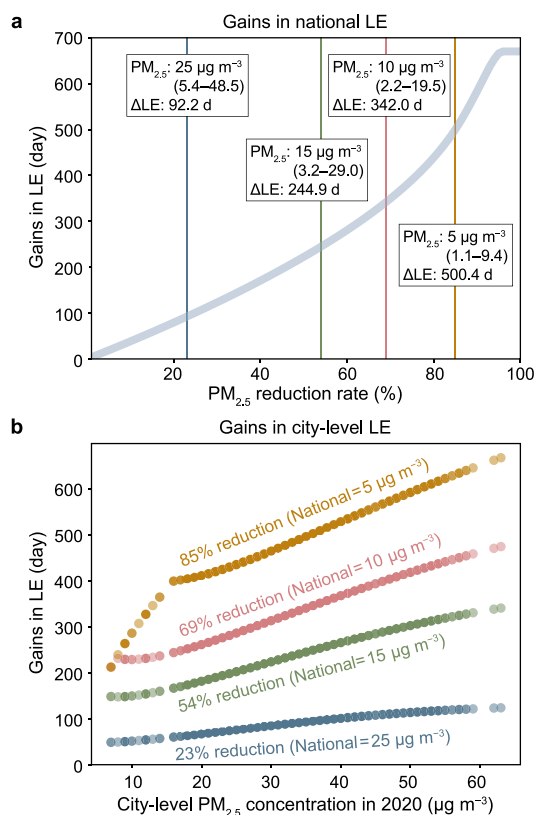 a
Gains in national LE
Gains in LE (day)
700
600
500
400
300
200
100
0
PM₂.₅: 25 μg m⁻³
(5.4–48.5)
ΔLE: 92.2 d
PM₂.₅: 10 μg m⁻³
(2.2–19.5)
ΔLE: 342.0 d
PM₂.₅: 15 μg m⁻³
(3.2–29.0)
ΔLE: 244.9 d
PM₂.₅: 5 μg m⁻³
(1.1–9.4)
ΔLE: 500.4 d
20 40 60 80 100
PM₂.₅ reduction rate (%)
b
Gains in city-level LE
Gains in LE (day)
600
500
400
300
200
100
0
85% reduction (National=5 μg m⁻³)
69% reduction (National=10 μg m⁻³)
54% reduction (National=15 μg m⁻³)
23% reduction (National=25 μg m⁻³)
10 20 30 40 50 60
City-level PM₂.₅ concentration in 2020 (μg m⁻³)